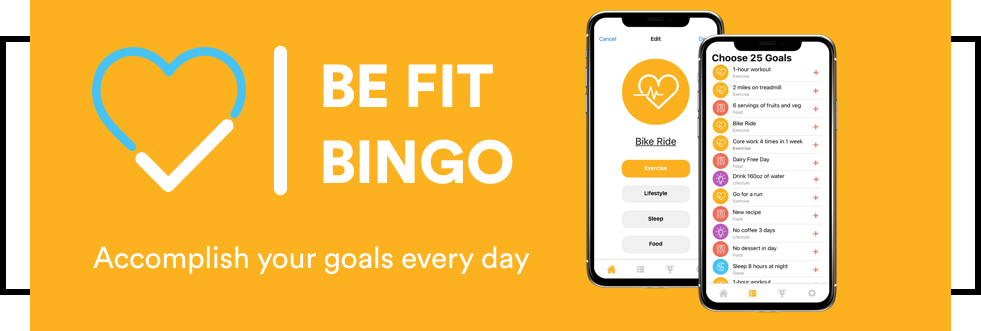 BE FIT
BINGO
Accomplish your goals every day
Cancel
Edit
Bike Ride
Exercise
Lifestyle
Sleep
Food
Choose 25 Goals
1-hour workout
Exercise
2 miles on treadmill
Exercise
6 servings of fruits and veg
Food
Bike Ride
Exercise
Core work 4 times in 1 week
Exercise
Dairy Free Day
Food
Drink 160oz of water
Lifestyle
Go for a run
Exercise
New recipe
Food
No coffee 3 days
Lifestyle
No dessert in day
Food
Sleep 8 hours at night
Sleep
1-hour workout